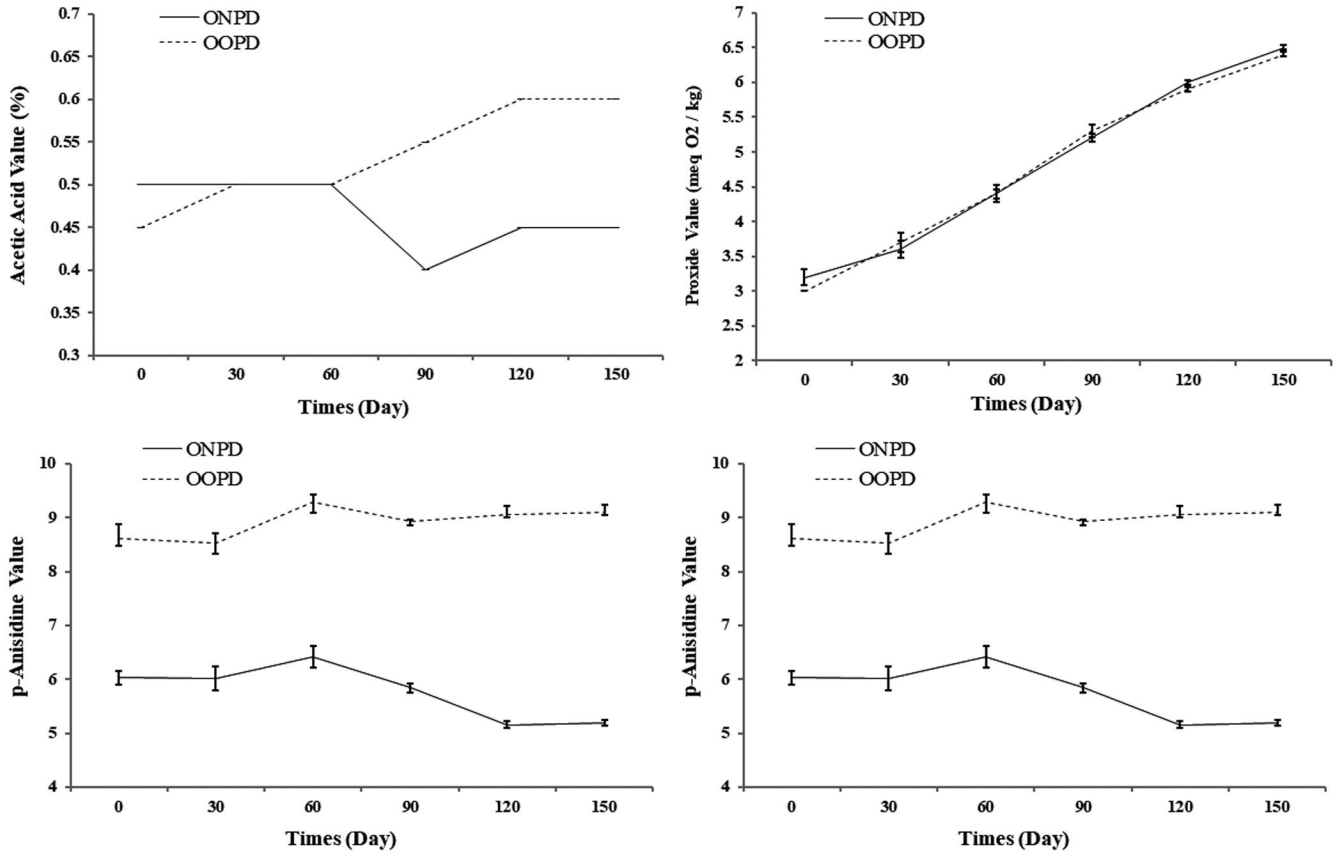 ONPD
OOPD
Acetic Acid Value (%)
0.7
0.65
0.6
0.55
0.5
0.45
0.4
0.35
0.3
0 30 60 90 120 150
Times (Day)
ONPD
OOPD
Proxide Value (meq O2 / kg)
7
6.5
6
5.5
5
4.5
4
3.5
3
2.5
2
0 30 60 90 120 150
Times (Day)
ONPD
OOPD
p-Anisidine Value
10
9
8
7
6
5
4
0 30 60 90 120 150
Times (Day)
ONPD
OOPD
p-Anisidine Value
10
9
8
7
6
5
4
0 30 60 90 120 150
Times (Day)